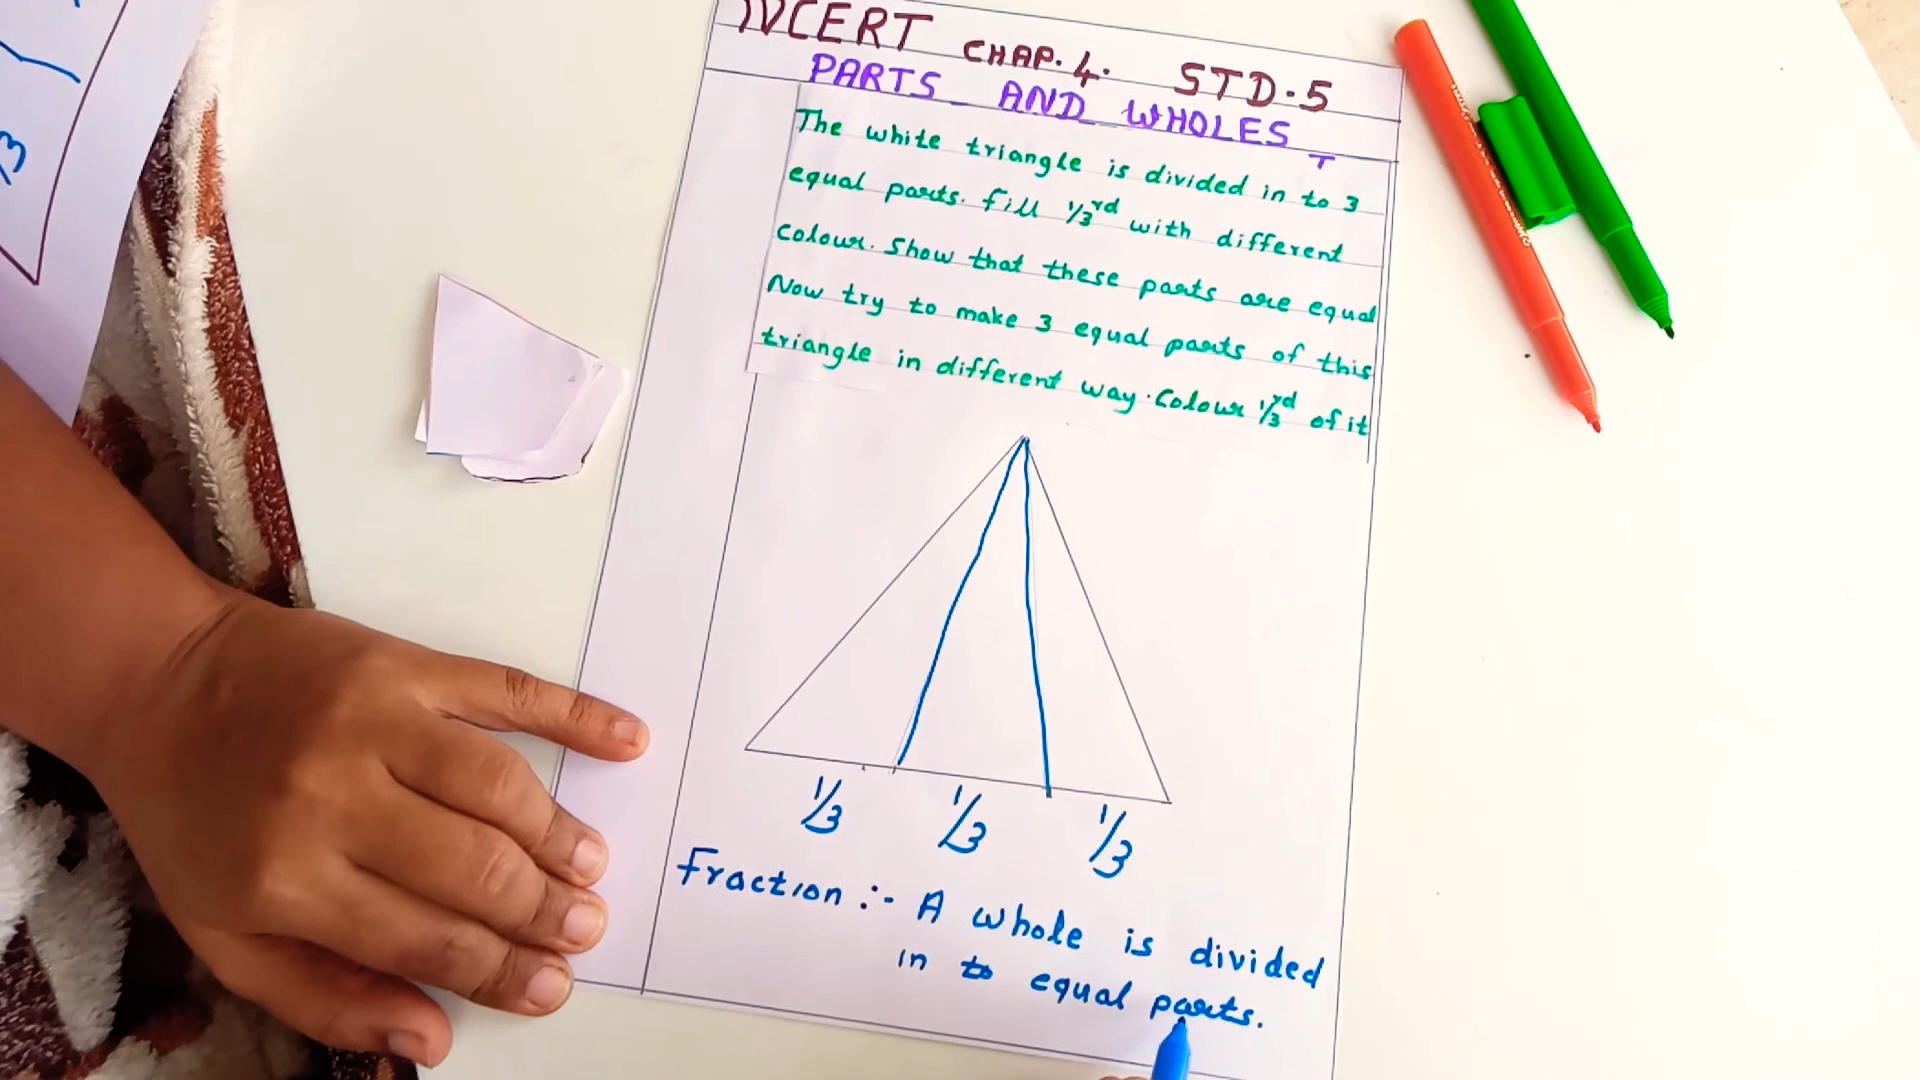 NCERT CHAP. 4. STD. 5
PARTS AND WHOLES
The white triangle is divided in to 3
equal parts. fill 1/3rd with different
colour. Show that these parts are equal
Now try to make 3 equal parts of this
triangle in different way. Colour 1/3rd of it
1/3 1/3 1/3
Fraction :- A whole is divided
in to equal parts.